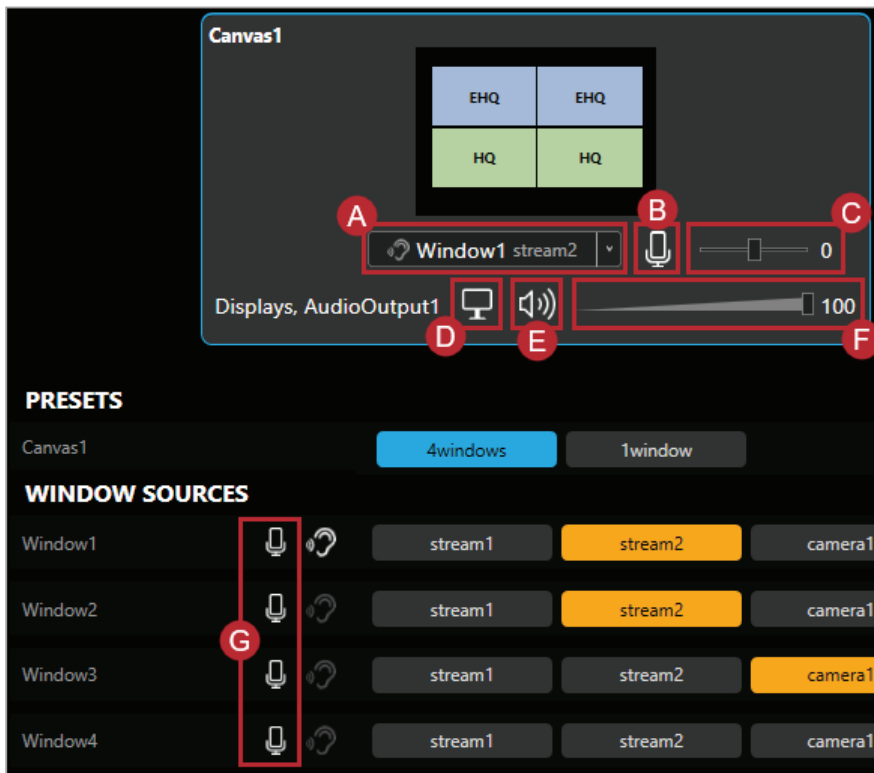 Canvas1
EHQ EHQ
HQ HQ
A B C
Window1 stream2 0
Displays, AudioOutput1 100
D E F
PRESETS
Canvas1 4windows 1window
WINDOW SOURCES
Window1 stream1 stream2 camera1
Window2 stream1 stream2 camera1
G
Window3 stream1 stream2 camera1
Window4 stream1 stream2 camera1